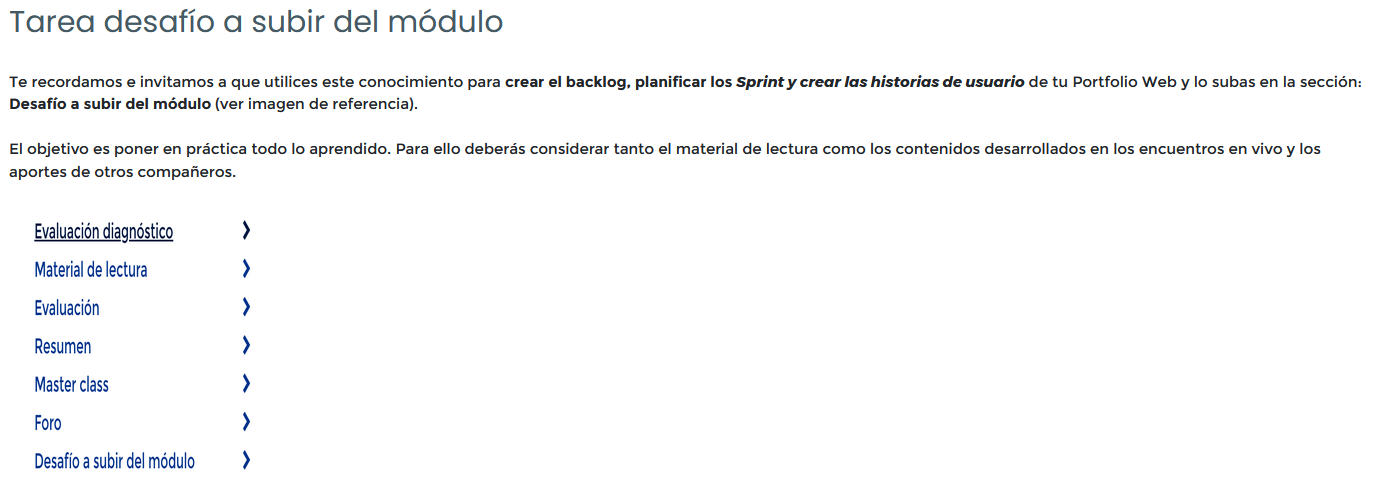 Tarea desafío a subir del módulo
Te recordamos e invitamos a que utilices este conocimiento para crear el backlog, planificar los Sprint y crear las historias de usuario de tu Portfolio Web y lo subas en la sección:
Desafío a subir del módulo (ver imagen de referencia).
El objetivo es poner en práctica todo lo aprendido. Para ello deberás considerar tanto el material de lectura como los contenidos desarrollados en los encuentros en vivo y los
aportes de otros compañeros.
Evaluación diagnóstico
Material de lectura
Evaluación
Resumen
Master class
Foro
Desafío a subir del módulo